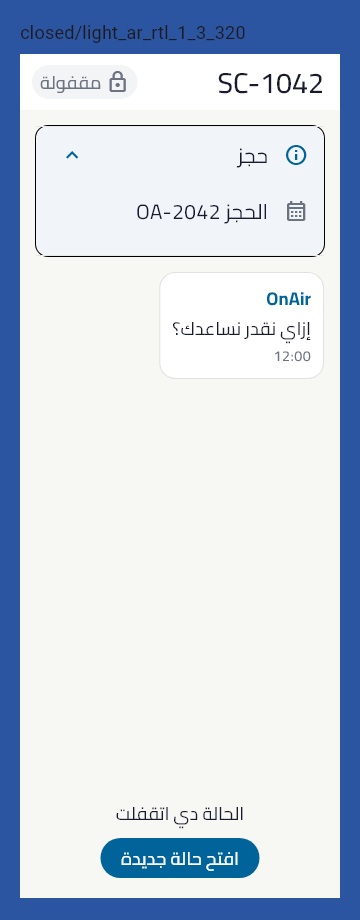 closed/light_ar_rtl_1_3_320
SC-1042
مقفولة
حجز
الحجز OA-2042
OnAir
إزاي نقدر نساعدك؟
12:00
الحالة دي اتقفلت
افتح حالة جديدة